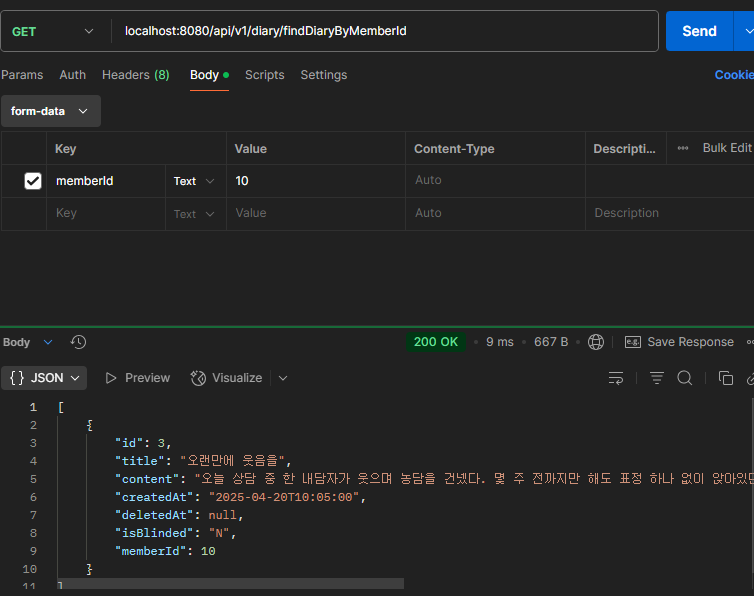 GET localhost:8080/api/v1/diary/findDiaryByMemberId Send
Params Auth Headers (8) Body Scripts Settings Cookie
form-data
Key Value Content-Type Descripti... Bulk Edit
memberId Text 10 Auto
Key Text Value Auto Description
Body 200 OK 9 ms 667 B e.g. Save Response
{} JSON Preview Visualize
1 [
2 {
3 "id": 3,
4 "title": "오랜만에 웃음을",
5 "content": "오늘 상담 중 한 내담자가 웃으며 농담을 건넸다. 몇 주 전까지만 해도 표정 하나 없이 앉아있던
6 "createdAt": "2025-04-20T10:05:00",
7 "deletedAt": null,
8 "isBlinded": "N",
9 "memberId": 10
10 }
11 ]